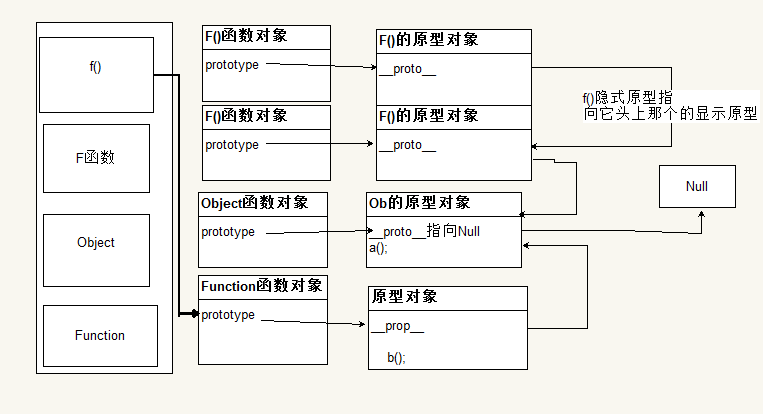 f()
F函数
Object
Function
F()函数对象
prototype
F()的原型对象
__proto__
F()函数对象
prototype
F()的原型对象
__proto__
f()隐式原型指
向它头上那个的显示原型
Object函数对象
prototype
Ob的原型对象
__proto__指向Null
a();
Null
Function函数对象
prototype
原型对象
__prop__
b();